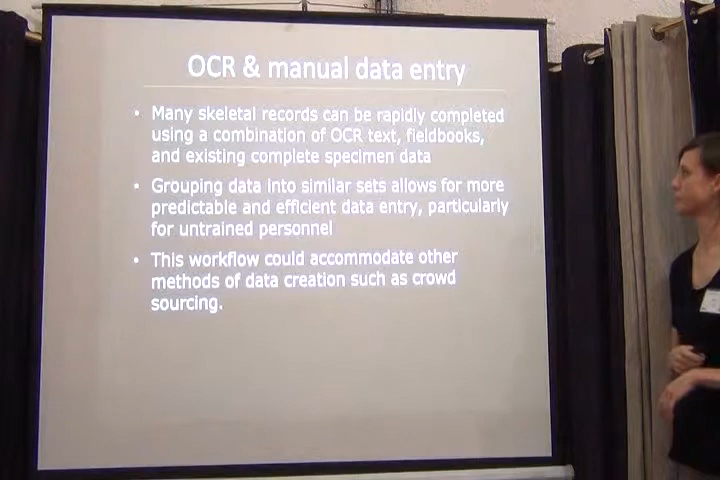 OCR & manual data entry
• Many skeletal records can be rapidly completed
using a combination of OCR text, fieldbooks,
and existing complete specimen data
• Grouping data into similar sets allows for more
predictable and efficient data entry, particularly
for untrained personnel
• This workflow could accommodate other
methods of data creation such as crowd
sourcing.